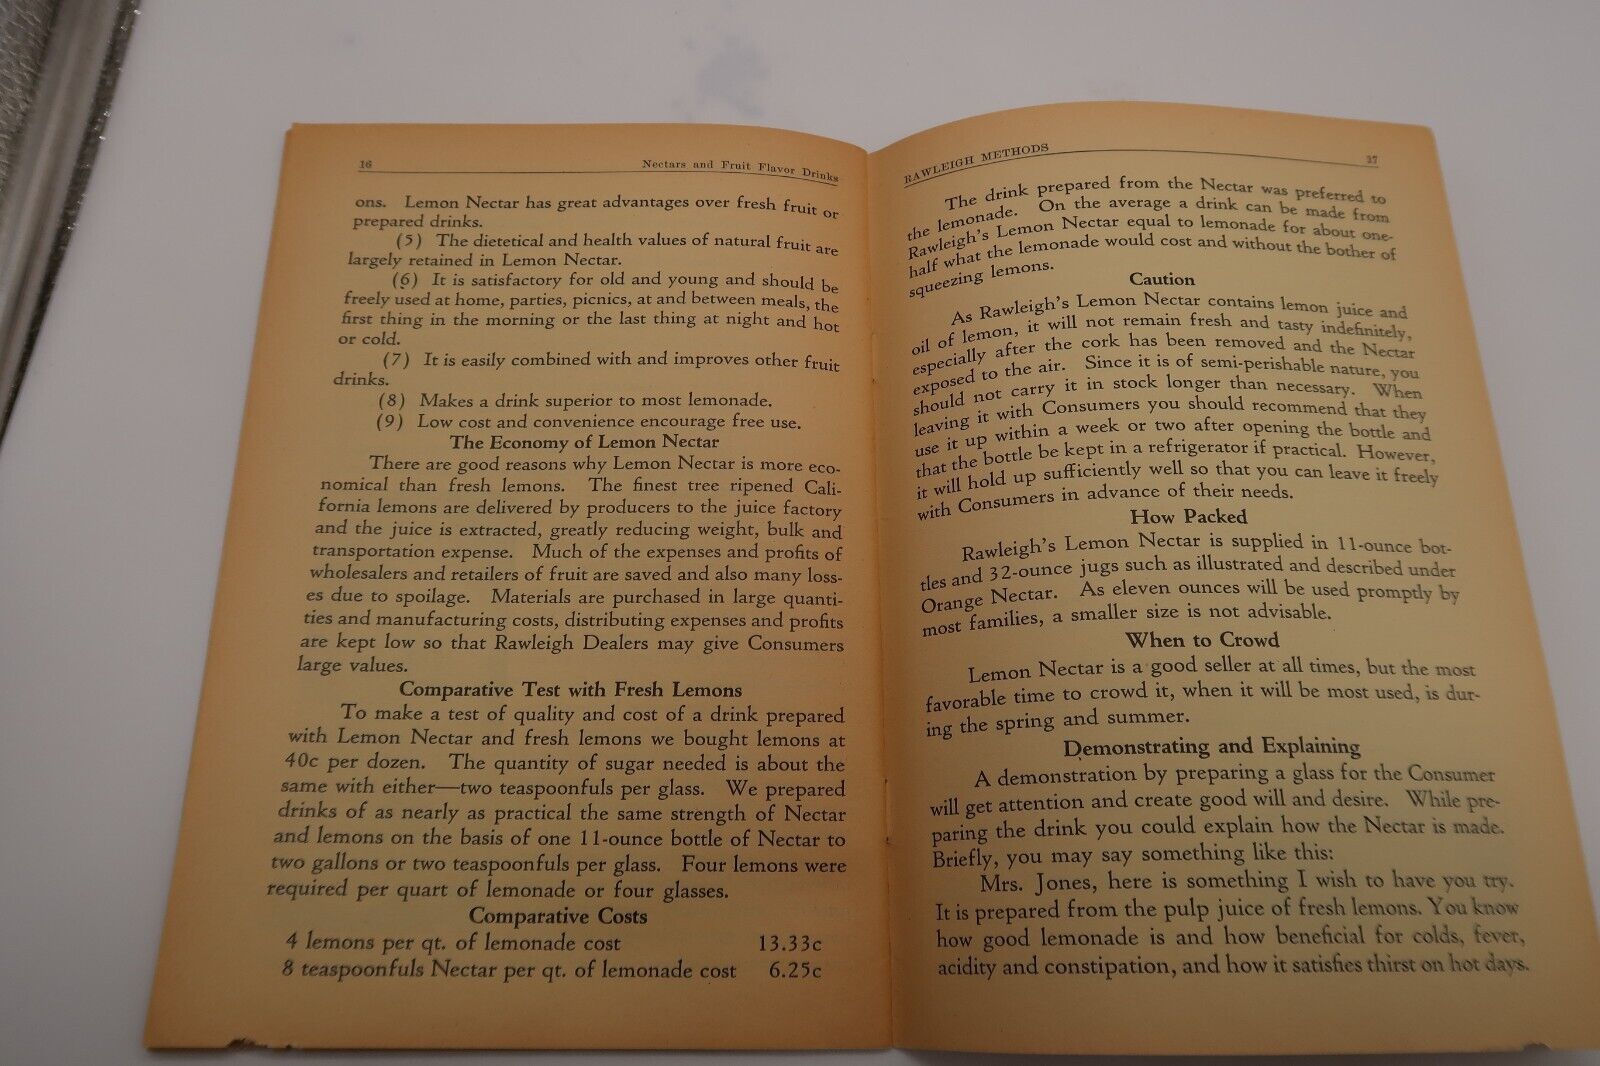 16
Nectars and Fruit Flavor Drinks
ons. Lemon Nectar has great advantages over fresh fruit or
prepared drinks.
(5) The dietetical and health values of natural fruit are
largely retained in Lemon Nectar.
(6) It is satisfactory for old and young and should be
freely used at home, parties, picnics, at and between meals, the
first thing in the morning or the last thing at night and hot
or cold.
(7) It is easily combined with and improves other fruit
drinks.
(8) Makes a drink superior to most lemonade.
(9) Low cost and convenience encourage free use.
The Economy of Lemon Nectar
There are good reasons why Lemon Nectar is more eco-
nomical than fresh lemons. The finest tree ripened Cali-
fornia lemons are delivered by producers to the juice factory
and the juice is extracted, greatly reducing weight, bulk and
transportation expense. Much of the expenses and profits of
wholesalers and retailers of fruit are saved and also many loss-
es due to spoilage. Materials are purchased in large quanti-
ties and manufacturing costs, distributing expenses and profits
are kept low so that Rawleigh Dealers may give Consumers
large values.
Comparative Test with Fresh Lemons
To make a test of quality and cost of a drink prepared
with Lemon Nectar and fresh lemons we bought lemons at
40c per dozen. The quantity of sugar needed is about the
same with either—two teaspoonfuls per glass. We prepared
drinks of as nearly as practical the same strength of Nectar
and lemons on the basis of one 11-ounce bottle of Nectar to
two gallons or two teaspoonfuls per glass. Four lemons were
required per quart of lemonade or four glasses.
Comparative Costs
4 lemons per qt. of lemonade cost 13.33c
8 teaspoonfuls Nectar per qt. of lemonade cost 6.25c
RAWLEIGH METHODS
17
The drink prepared from the Nectar was preferred to
the lemonade. On the average a drink can be made from
Rawleigh's Lemon Nectar equal to lemonade for about one-
half what the lemonade would cost and without the bother of
squeezing lemons.
Caution
As Rawleigh's Lemon Nectar contains lemon juice and
oil of lemon, it will not remain fresh and tasty indefinitely,
especially after the cork has been removed and the Nectar
exposed to the air. Since it is of semi-perishable nature, you
should not carry it in stock longer than necessary. When
leaving it with Consumers you should recommend that they
use it up within a week or two after opening the bottle and
that the bottle be kept in a refrigerator if practical. However,
it will hold up sufficiently well so that you can leave it freely
with Consumers in advance of their needs.
How Packed
Rawleigh's Lemon Nectar is supplied in 11-ounce bot-
tles and 32-ounce jugs such as illustrated and described under
Orange Nectar. As eleven ounces will be used promptly by
most families, a smaller size is not advisable.
When to Crowd
Lemon Nectar is a good seller at all times, but the most
favorable time to crowd it, when it will be most used, is dur-
ing the spring and summer.
Demonstrating and Explaining
A demonstration by preparing a glass for the Consumer
will get attention and create good will and desire. While pre-
paring the drink you could explain how the Nectar is made.
Briefly, you may say something like this:
Mrs. Jones, here is something I wish to have you try.
It is prepared from the pulp juice of fresh lemons. You know
how good lemonade is and how beneficial for colds, fever,
acidity and constipation, and how it satisfies thirst on hot days.